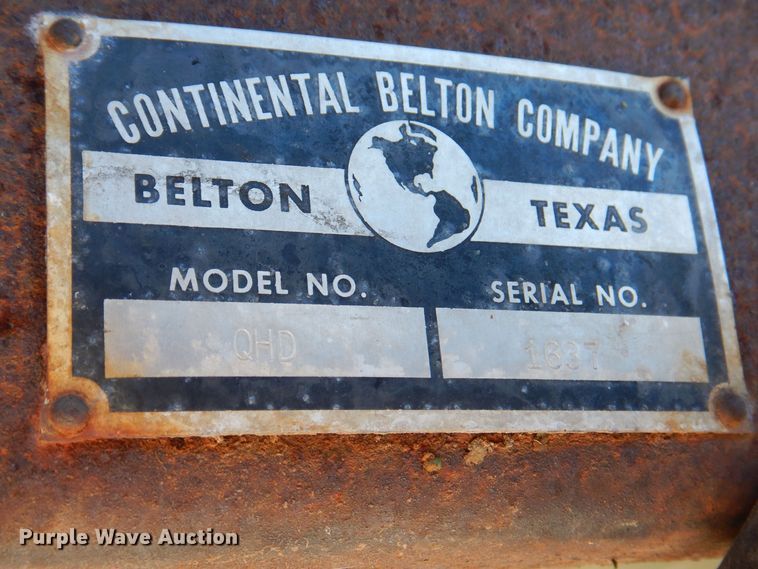 CONTINENTAL BELTON COMPANY
BELTON TEXAS
MODEL NO. SERIAL NO.
QHD 1637
Purple Wave Auction